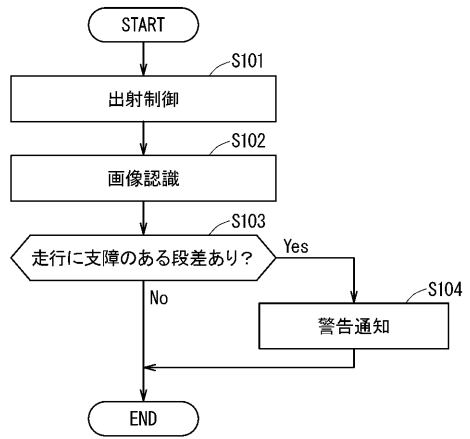 START
S101
出射制御
S102
画像認識
S103
走行に支障のある段差あり？
Yes
No
S104
警告通知
END